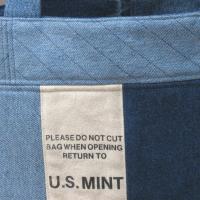 PLEASE DO NOT CUT
BAG WHEN OPENING
RETURN TO
U.S. MINT